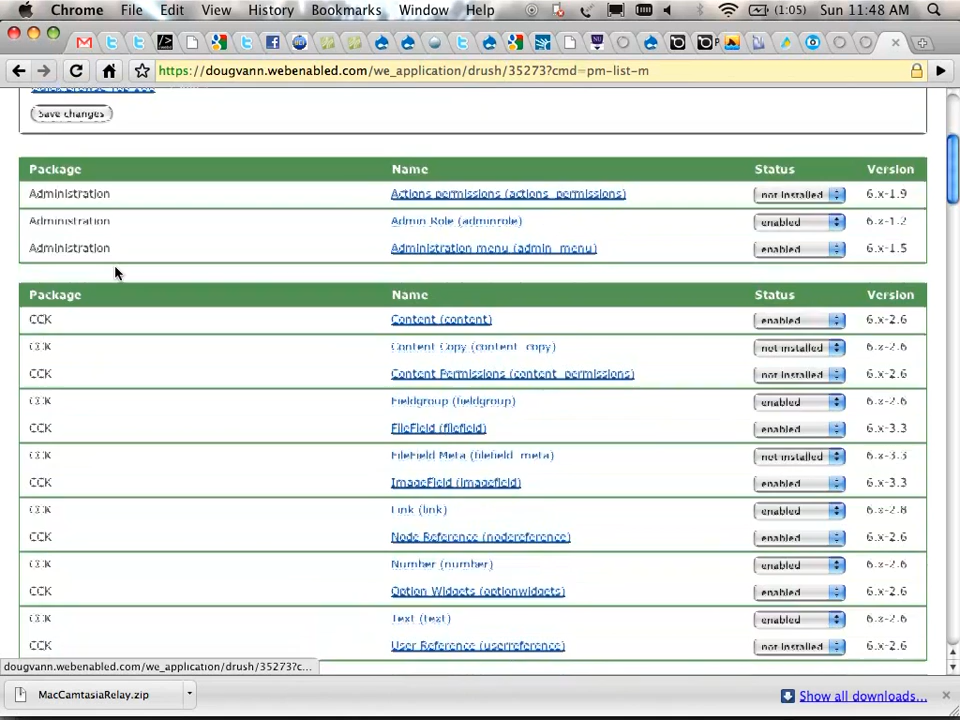 Chrome File Edit View History Bookmarks Window Help (1:05) Sun 11:48 AM
https://dougvann.webenabled.com/we_application/drush/35273?cmd=pm-list-m
Save changes
Package Name Status Version
Administration Actions permissions (actions_permissions) not installed 6.x-1.9
Administration Admin Role (adminrole) enabled 6.x-1.2
Administration Administration menu (admin_menu) enabled 6.x-1.5
Package Name Status Version
CCK Content (content) enabled 6.x-2.6
CCK Content Copy (content_copy) not installed 6.x-2.6
CCK Content Permissions (content_permissions) not installed 6.x-2.6
CCK Fieldgroup (fieldgroup) enabled 6.x-2.6
CCK FileField (filefield) enabled 6.x-3.3
CCK FileField Meta (filefield_meta) not installed 6.x-3.3
CCK ImageField (imagefield) enabled 6.x-3.3
CCK Link (link) enabled 6.x-2.8
CCK Node Reference (nodereference) enabled 6.x-2.6
CCK Number (number) enabled 6.x-2.6
CCK Option Widgets (optionwidgets) enabled 6.x-2.6
CCK Text (text) enabled 6.x-2.6
CCK User Reference (userreference) not installed 6.x-2.6
dougvann.webenabled.com/we_application/drush/35273?c...
MacCamtasiaRelay.zip Show all downloads...